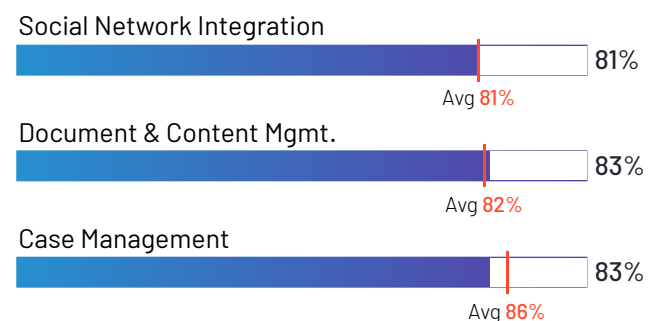 Social Network Integration
81%
Avg 81%
Document & Content Mgmt.
83%
Avg 82%
Case Management
83%
Avg 86%